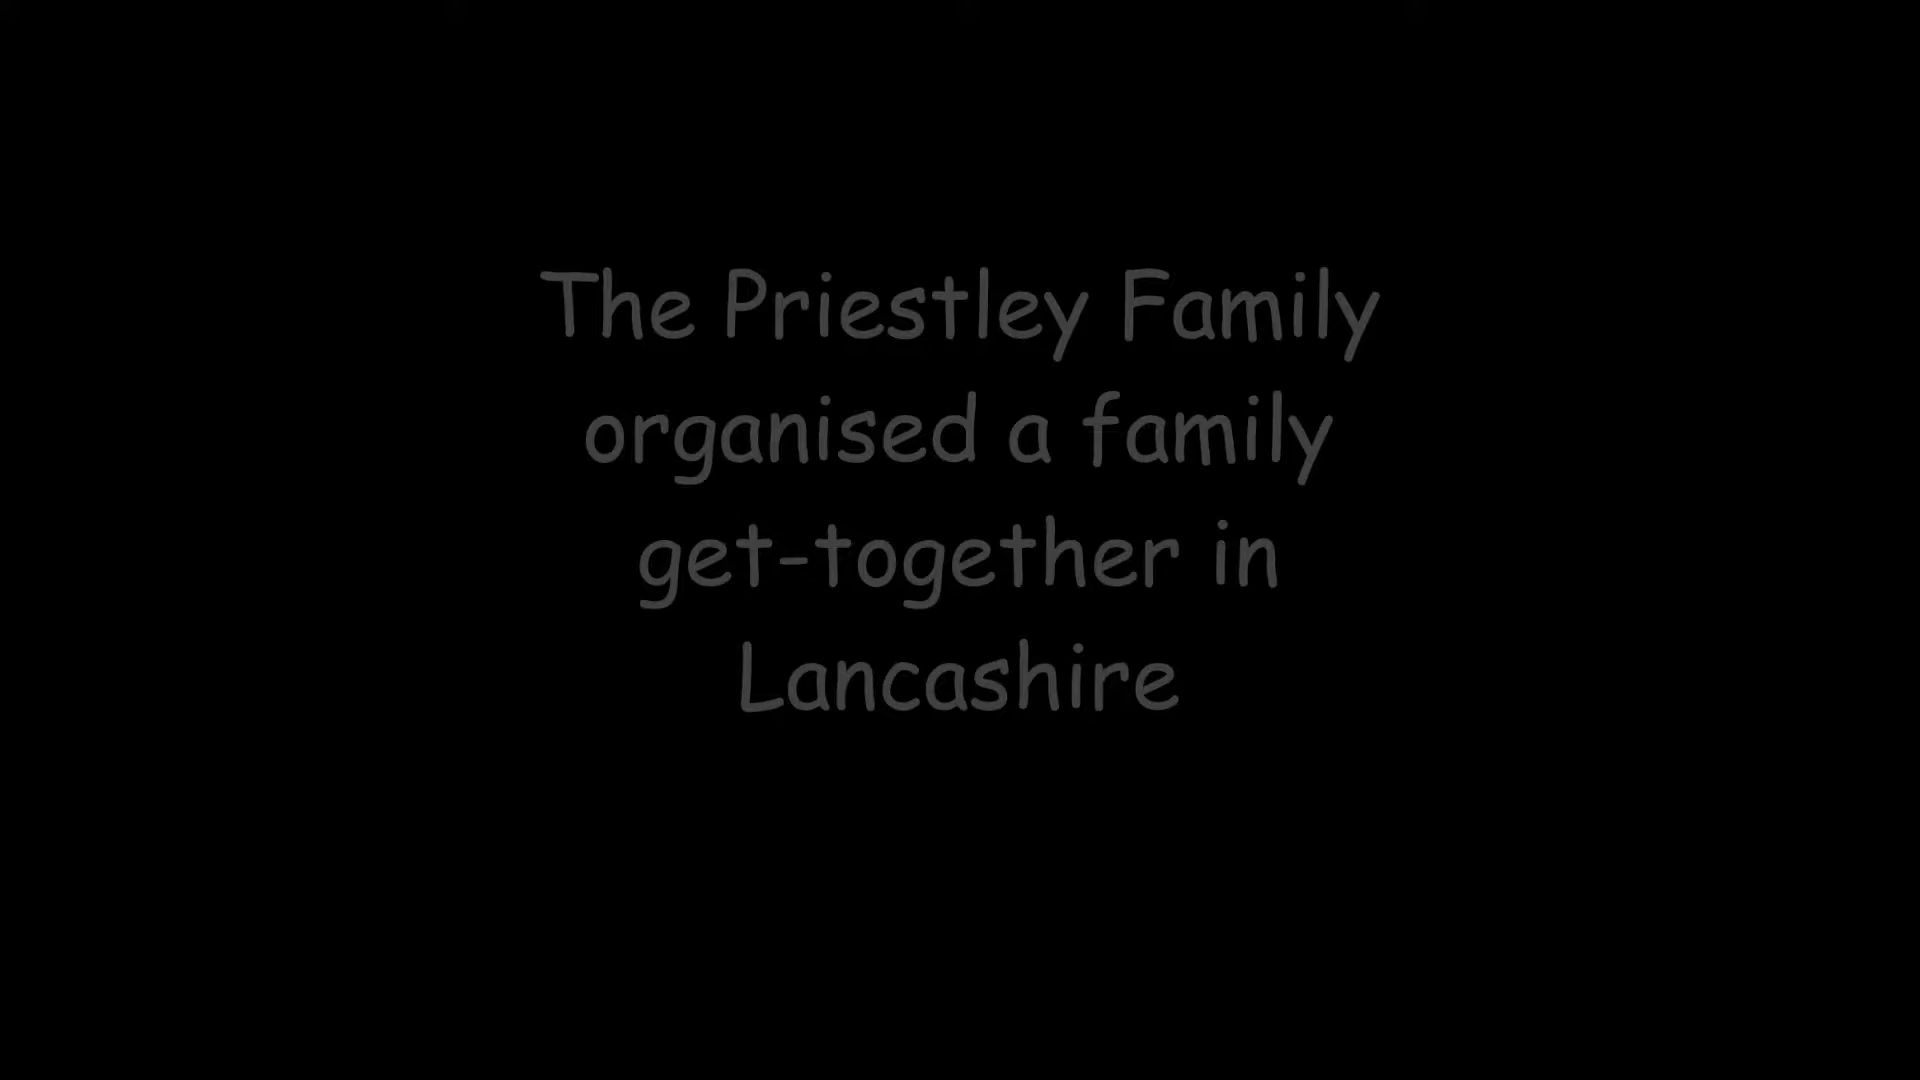 The Priestley Family
organised a family
get-together in
Lancashire